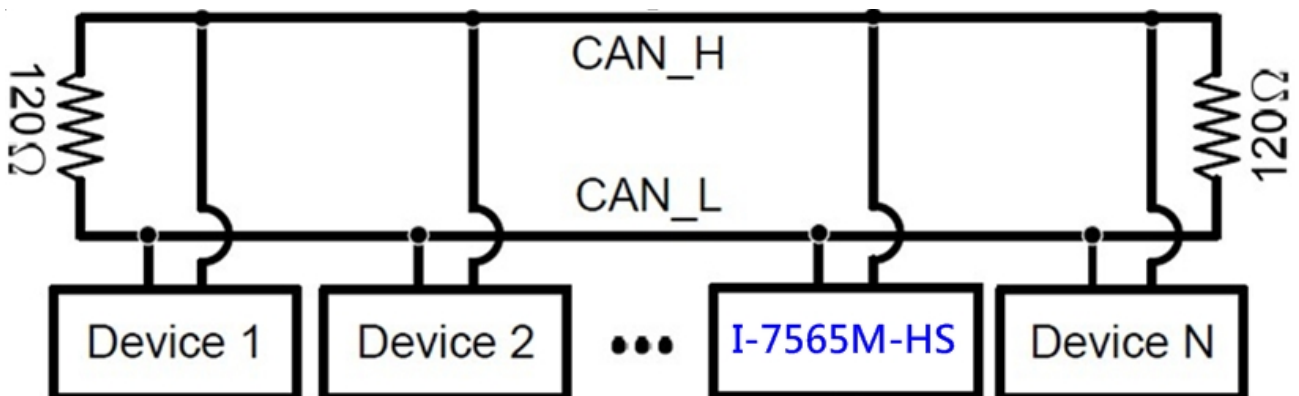 CAN_H
120Ω
120Ω
CAN_L
Device 1
Device 2
•••
I-7565M-HS
Device N